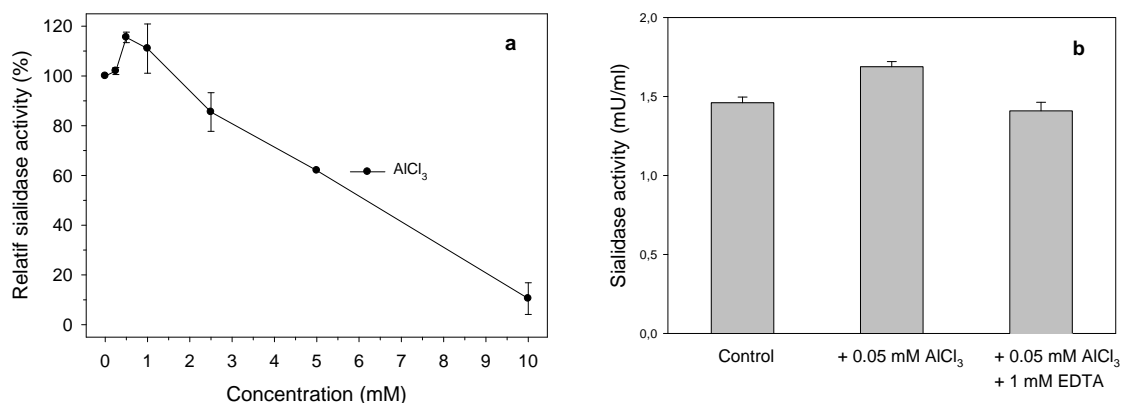 a
Relatif sialidase activity (%)
120
100
80
60
40
20
0
AlCl₃
0 1 2 3 4 5 6 7 8 9 10
Concentration (mM)
b
Sialidase activity (mU/ml)
2,0
1,5
1,0
0,5
0,0
Control
+ 0.05 mM AlCl₃
+ 0.05 mM AlCl₃
+ 1 mM EDTA